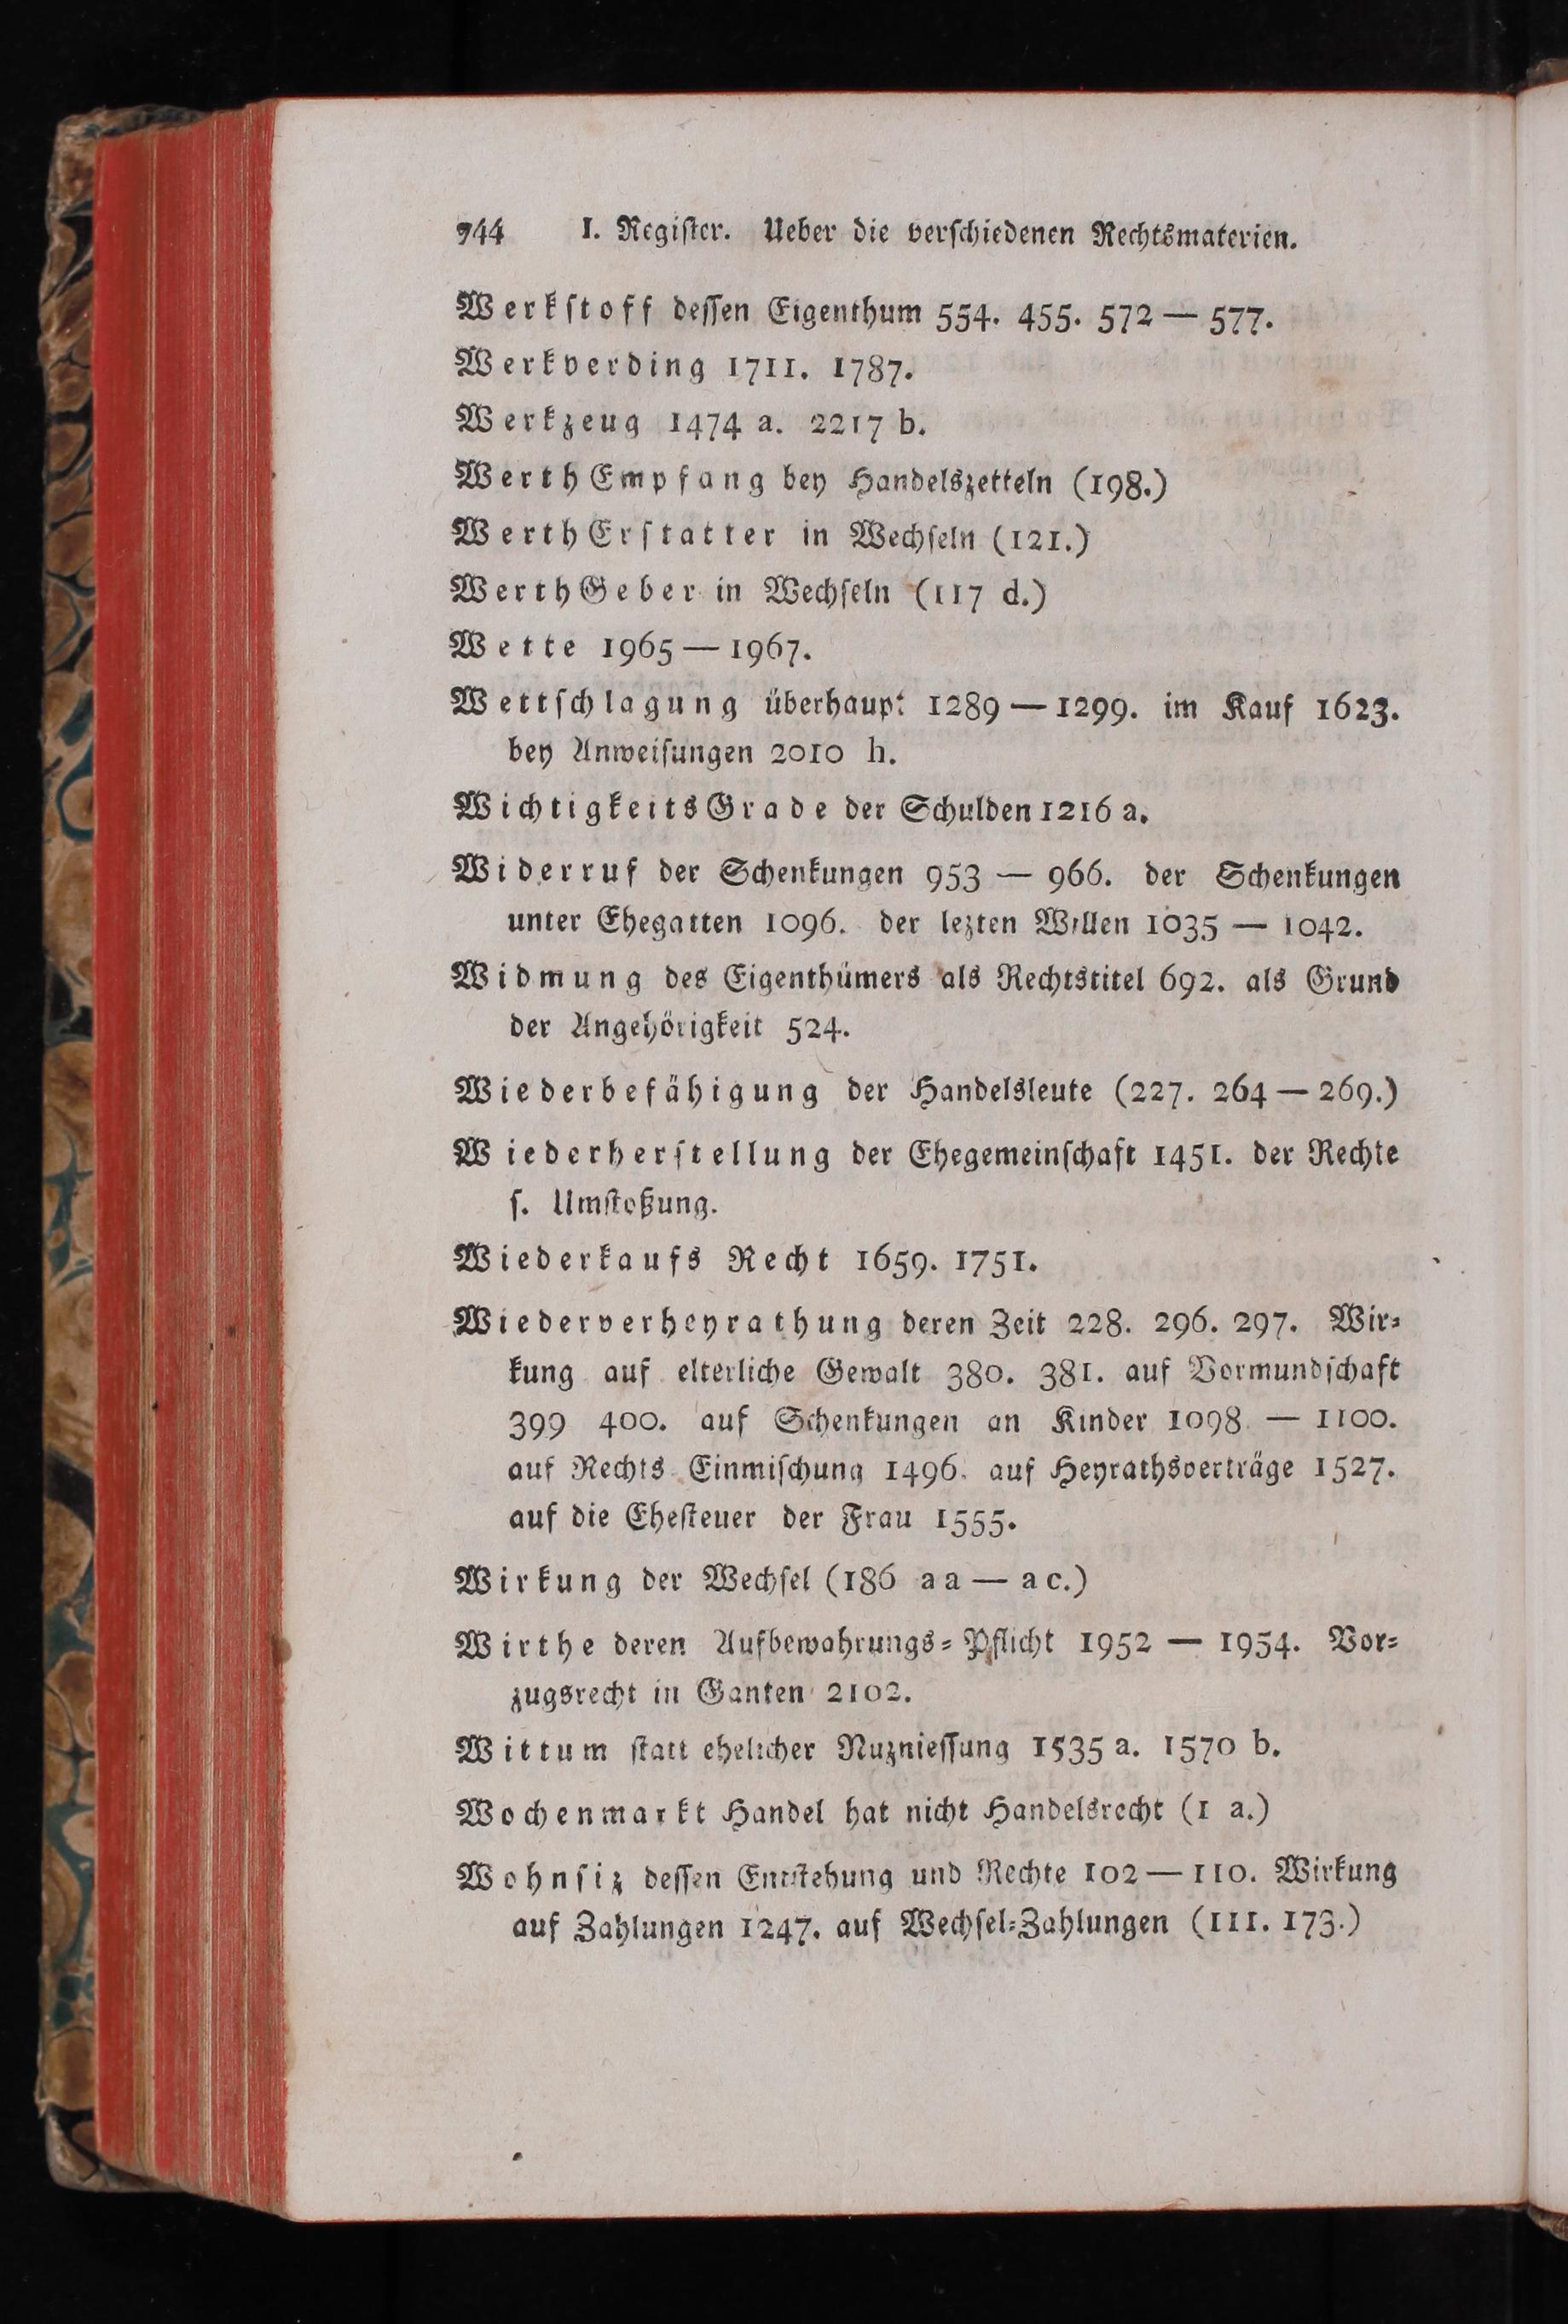 744 I. Regiſter. Ueber die verſchiedenen Rechtsmaterien.
Werkſtoff deſſen Eigenthum 554. 455. 572 — 577.
Werkverding 1711. 1787.
Werkzeug 1474 a. 2217 b.
WerthEmpfang bey Handelszetteln (198.)
WerthErſtatter in Wechſeln (121.)
WerthGeber in Wechſeln (117 d.)
Wette 1965 — 1967.
Wettſchlagung überhaupt 1289 — 1299. im Kauf 1623.
bey Anweiſungen 2010 h.
WichtigkeitsGrade der Schulden 1216 a.
Widerruf der Schenkungen 953 — 966. der Schenkungen
unter Ehegatten 1096. der lezten Willen 1035 — 1042.
Widmung des Eigenthümers als Rechtstitel 692. als Grund
der Angehörigkeit 524.
Wiederbefähigung der Handelsleute (227. 264 — 269.)
Wiederherſtellung der Ehegemeinſchaft 1451. der Rechte
ſ. Umſtoßung.
Wiederkaufs Recht 1659. 1751.
Wiederverheyrathung deren Zeit 228. 296. 297. Wir⸗
kung auf elterliche Gewalt 380. 381. auf Vormundſchaft
399 400. auf Schenkungen an Kinder 1098 — 1100.
auf Rechts Einmiſchung 1496. auf Heyrathsverträge 1527.
auf die Eheſteuer der Frau 1555.
Wirkung der Wechſel (186 aa — ac.)
Wirthe deren Aufbewahrungs⸗Pflicht 1952 — 1954. Vor⸗
zugsrecht in Ganten 2102.
Wittum ſtatt ehelicher Nuznieſſung 1535 a. 1570 b.
Wochenmarkt Handel hat nicht Handelsrecht (1 a.)
Wohnſiz deſſen Entſtehung und Rechte 102 — 110. Wirkung
auf Zahlungen 1247. auf Wechſel⸗Zahlungen (111. 173.)